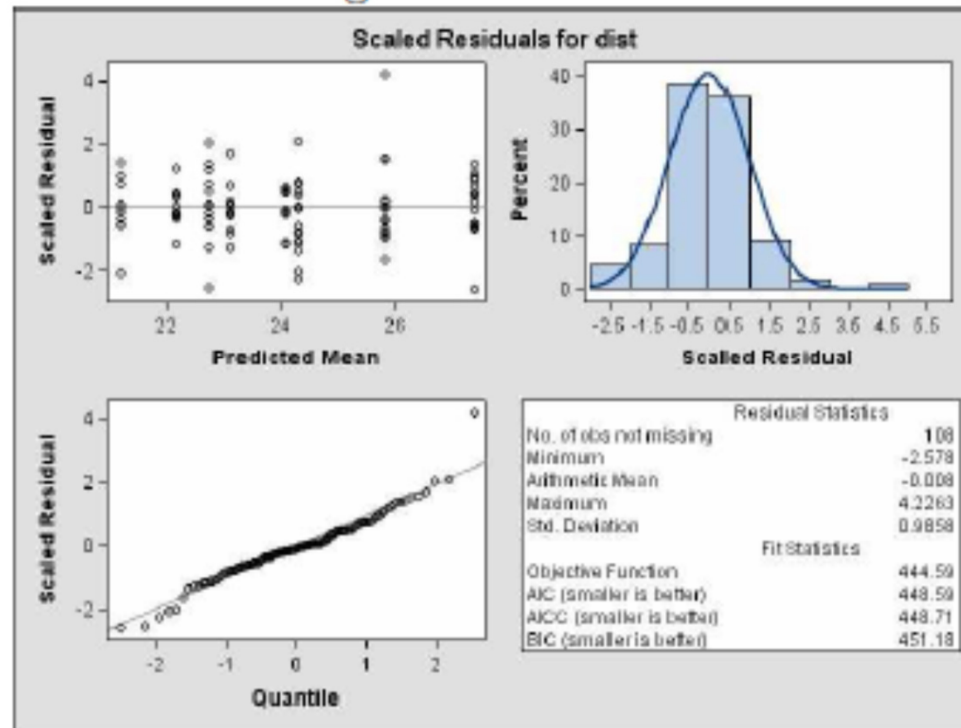 Scaled Residuals for dist
Scaled Residual
4
2
0
-2
22
24
26
Predicted Mean
Percent
40
30
20
10
0
-2.5 -1.5 -0.5 0.5 1.5 2.5 3.5 4.5 5.5
Scalled Residual
Scaled Residual
4
2
0
-2
-2
-1
0
1
2
Quantile
Residual Statistics
No. of obs not missing 108
Minimum -2.578
Arithmetic Mean -0.008
Maximum 4.2263
Std. Deviation 0.9858
Fit Statistics
Objective Function 444.59
AIC (smaller is better) 448.59
AICC (smaller is better) 448.71
BIC (smaller is better) 451.18